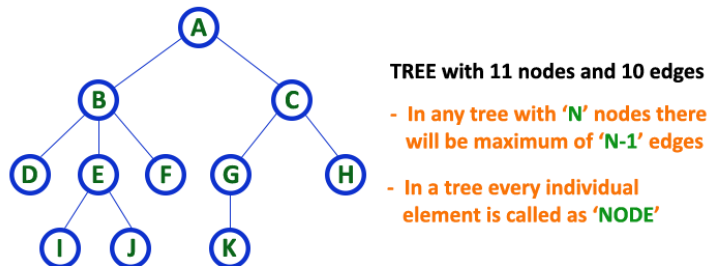 A
B
C
D
E
F
G
H
I
J
K
TREE with 11 nodes and 10 edges
- In any tree with ‘N’ nodes there
will be maximum of ‘N-1’ edges
- In a tree every individual
element is called as ‘NODE’